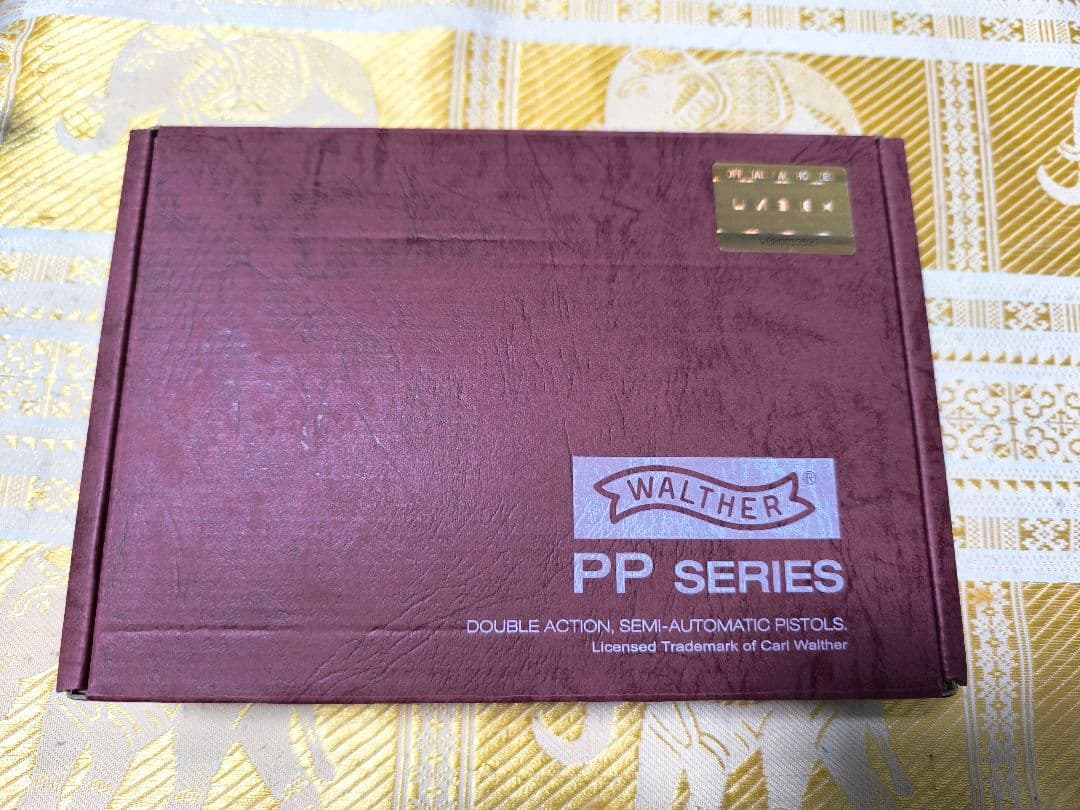 WALTHER®
PP SERIES
DOUBLE ACTION, SEMI-AUTOMATIC PISTOLS.
Licensed Trademark of Carl Walther